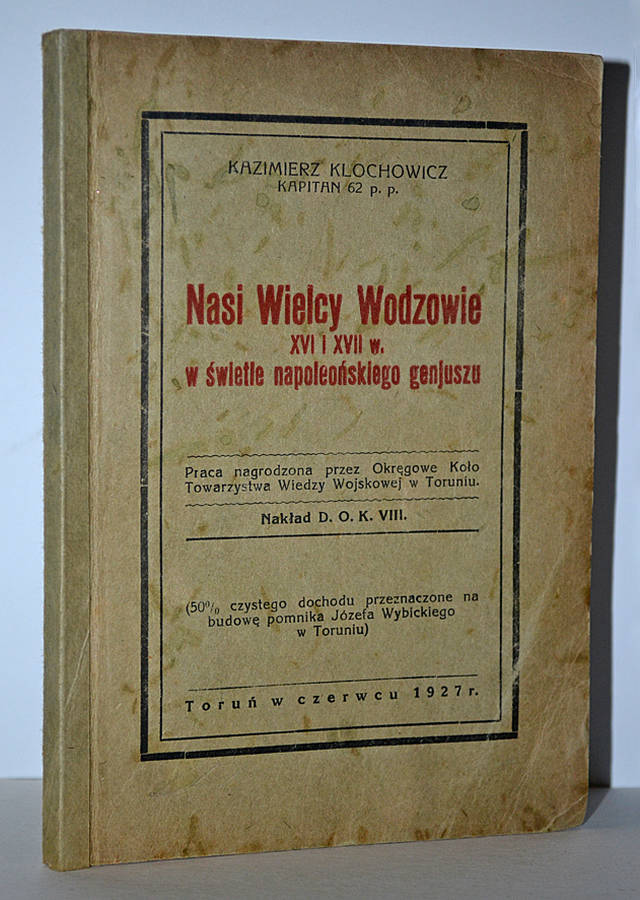 KAZIMIERZ KLOCHOWICZ
KAPITAN 62 p. p.
Nasi Wielcy Wodzowie
XVI i XVII w.
w świetle napoleońskiego genjuszu
Praca nagrodzona przez Okręgowe Koło
Towarzystwa Wiedzy Wojskowej w Toruniu.
Nakład D. O. K. VIII.
(50% czystego dochodu przeznaczone na
budowę pomnika Józefa Wybickiego
w Toruniu)
Toruń w czerwcu 1927 r.